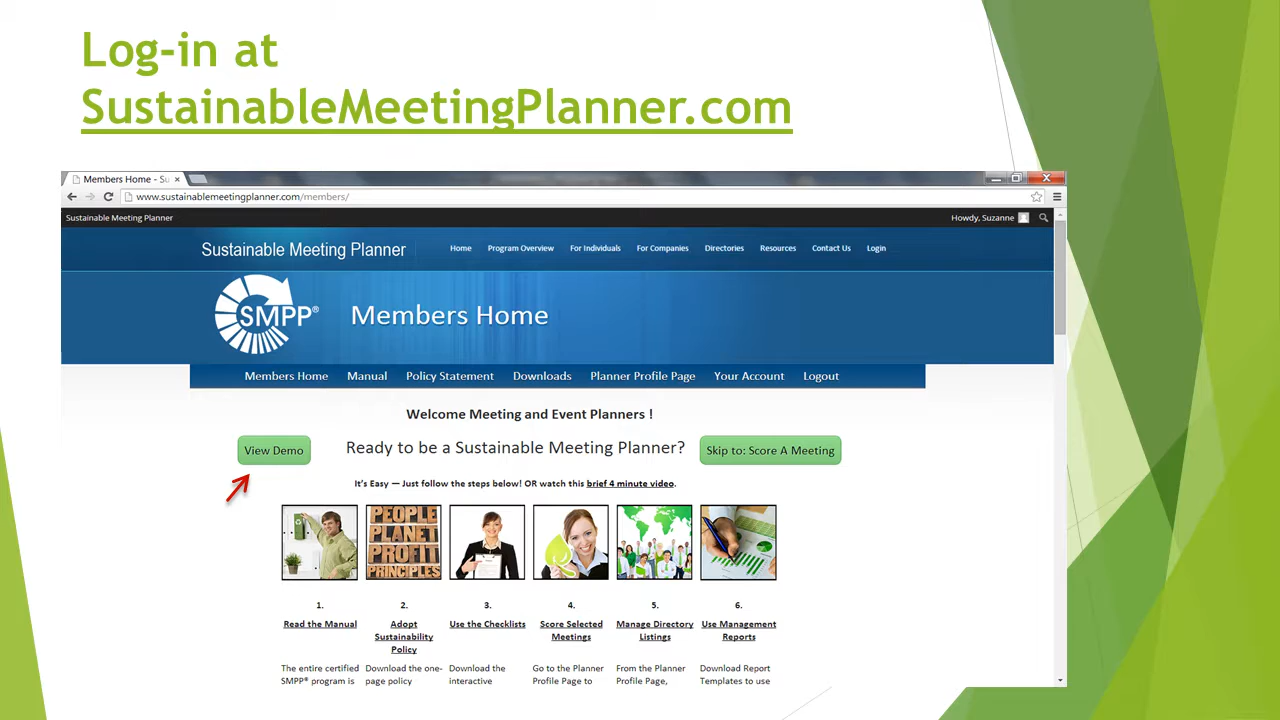 Log-in at
SustainableMeetingPlanner.com
Members Home - Su
www.sustainablemeetingplanner.com/members/
Sustainable Meeting Planner
Howdy, Suzanne
Sustainable Meeting Planner
Home Program Overview For Individuals For Companies Directories Resources Contact Us Login
SMPP®
Members Home
Members Home Manual Policy Statement Downloads Planner Profile Page Your Account Logout
Welcome Meeting and Event Planners !
View Demo
Ready to be a Sustainable Meeting Planner?
Skip to: Score A Meeting
It's Easy — Just follow the steps below! OR watch this brief 4 minute video.
PEOPLE
PLANET
PROFIT
PRINCIPLES
1.
Read the Manual
The entire certified
SMPP® program is
2.
Adopt
Sustainability
Policy
Download the one-
page policy
3.
Use the Checklists
Download the
interactive
4.
Score Selected
Meetings
Go to the Planner
Profile Page to
5.
Manage Directory
Listings
From the Planner
Profile Page,
6.
Use Management
Reports
Download Report
Templates to use